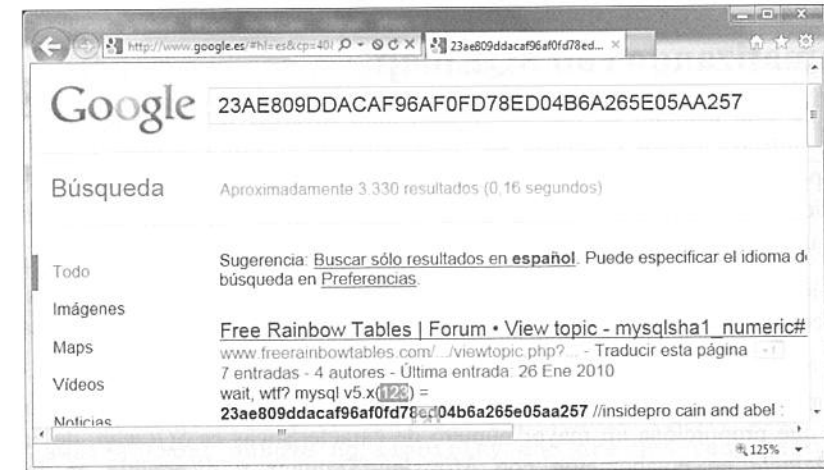 http://www.google.es/#hl=es&cp=40&
23ae809ddacaf96af0fd78ed...
Google
23AE809DDACAF96AF0FD78ED04B6A265E05AA257
Búsqueda
Aproximadamente 3.330 resultados (0,16 segundos)
Todo
Imágenes
Maps
Vídeos
Noticias
Sugerencia: Buscar sólo resultados en español. Puede especificar el idioma d
búsqueda en Preferencias.
Free Rainbow Tables | Forum • View topic - mysqlsha1_numeric#
www.freerainbowtables.com/.../viewtopic.php?... - Traducir esta página +1
7 entradas - 4 autores - Última entrada: 26 Ene 2010
wait, wtf? mysql v5.x(123) =
23ae809ddacaf96af0fd78ed04b6a265e05aa257 //insidepro cain and abel :
125%